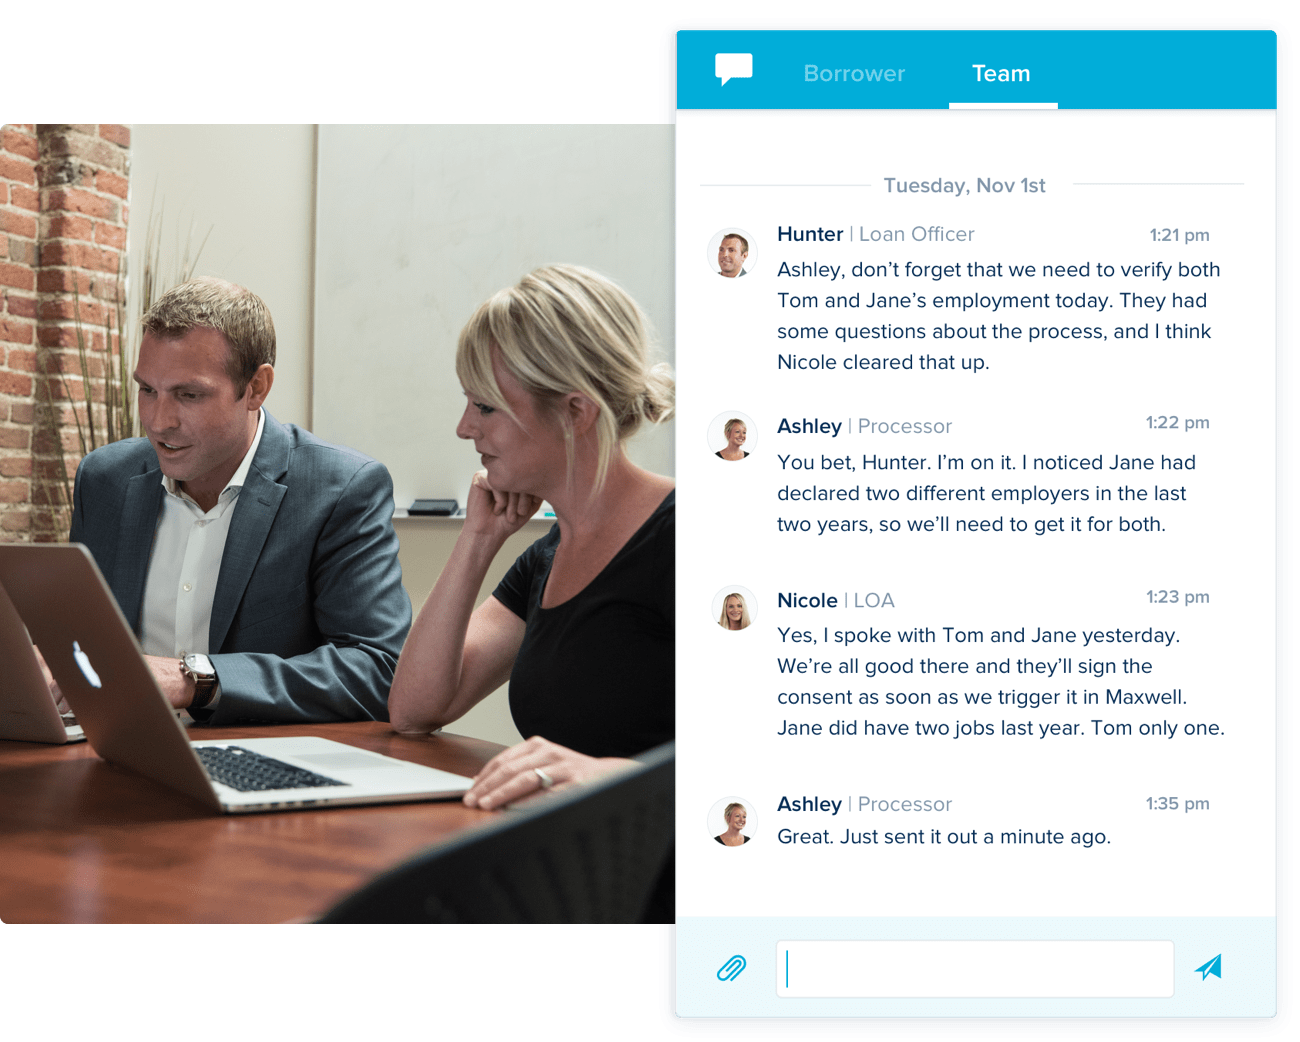 Borrower
Team
Tuesday, Nov 1st
Hunter | Loan Officer 1:21 pm
Ashley, don’t forget that we need to verify both
Tom and Jane’s employment today. They had
some questions about the process, and I think
Nicole cleared that up.
Ashley | Processor 1:22 pm
You bet, Hunter. I’m on it. I noticed Jane had
declared two different employers in the last
two years, so we’ll need to get it for both.
Nicole | LOA 1:23 pm
Yes, I spoke with Tom and Jane yesterday.
We’re all good there and they’ll sign the
consent as soon as we trigger it in Maxwell.
Jane did have two jobs last year. Tom only one.
Ashley | Processor 1:35 pm
Great. Just sent it out a minute ago.